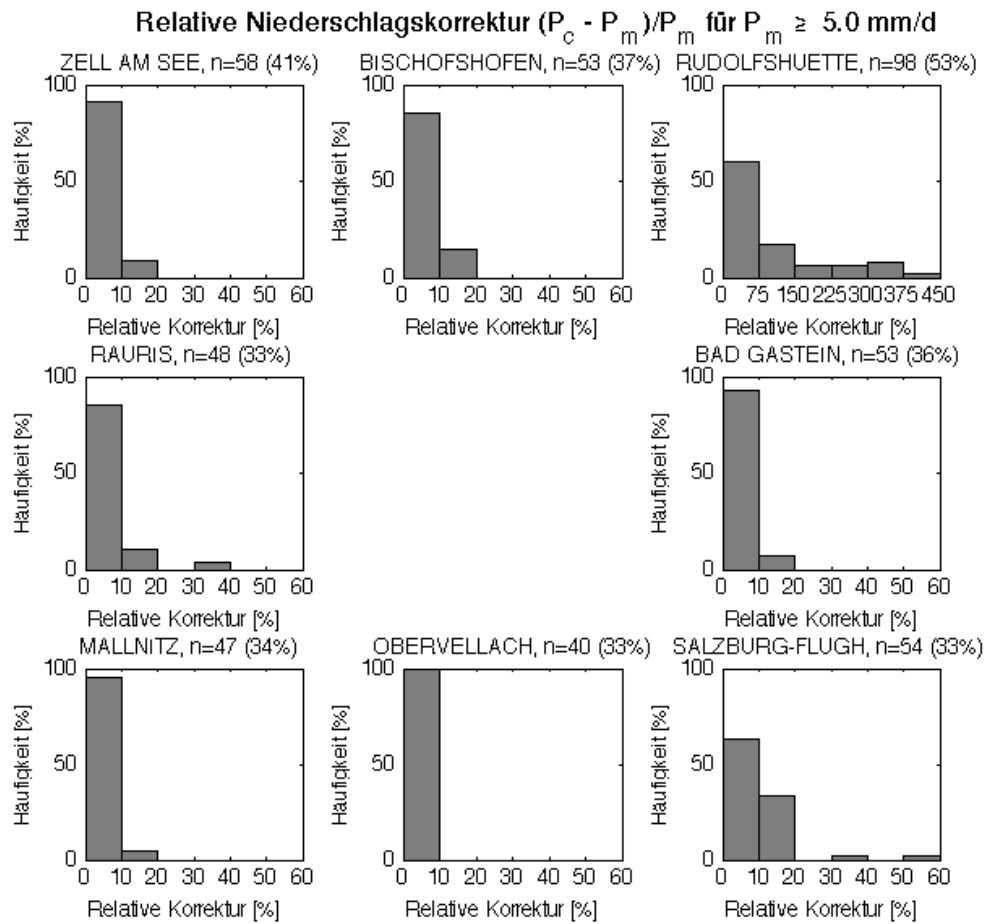 Relative Niederschlagskorrektur (P_c - P_m)/P_m für P_m ≥ 5.0 mm/d
ZELL AM SEE, n=58 (41%)
100
50
0
Häufigkeit [%]
0 10 20 30 40 50 60
Relative Korrektur [%]
BISCHOFSHOFEN, n=53 (37%)
100
50
0
Häufigkeit [%]
0 10 20 30 40 50 60
Relative Korrektur [%]
RUDOLFSHUETTE, n=98 (53%)
100
50
0
Häufigkeit [%]
0 75 150 225 300 375 450
Relative Korrektur [%]
RAURIS, n=48 (33%)
100
50
0
Häufigkeit [%]
0 10 20 30 40 50 60
Relative Korrektur [%]
BAD GASTEIN, n=53 (36%)
100
50
0
Häufigkeit [%]
0 10 20 30 40 50 60
Relative Korrektur [%]
MALLNITZ, n=47 (34%)
100
50
0
Häufigkeit [%]
0 10 20 30 40 50 60
Relative Korrektur [%]
OBERVELLACH, n=40 (33%)
100
50
0
Häufigkeit [%]
0 10 20 30 40 50 60
Relative Korrektur [%]
SALZBURG-FLUGH, n=54 (33%)
100
50
0
Häufigkeit [%]
0 10 20 30 40 50 60
Relative Korrektur [%]